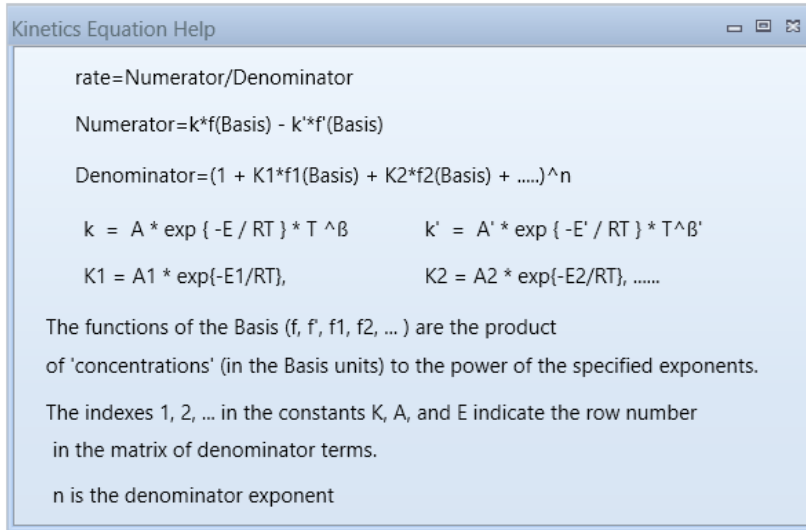 Kinetics Equation Help
rate=Numerator/Denominator
Numerator=k*f(Basis) - k'*f'(Basis)
Denominator=(1 + K1*f1(Basis) + K2*f2(Basis) + .....)^n
k = A * exp { -E / RT } * T ^ß k' = A' * exp { -E' / RT } * T^ß'
K1 = A1 * exp{-E1/RT}, K2 = A2 * exp{-E2/RT}, ......
The functions of the Basis (f, f', f1, f2, ... ) are the product
of 'concentrations' (in the Basis units) to the power of the specified exponents.
The indexes 1, 2, ... in the constants K, A, and E indicate the row number
in the matrix of denominator terms.
n is the denominator exponent